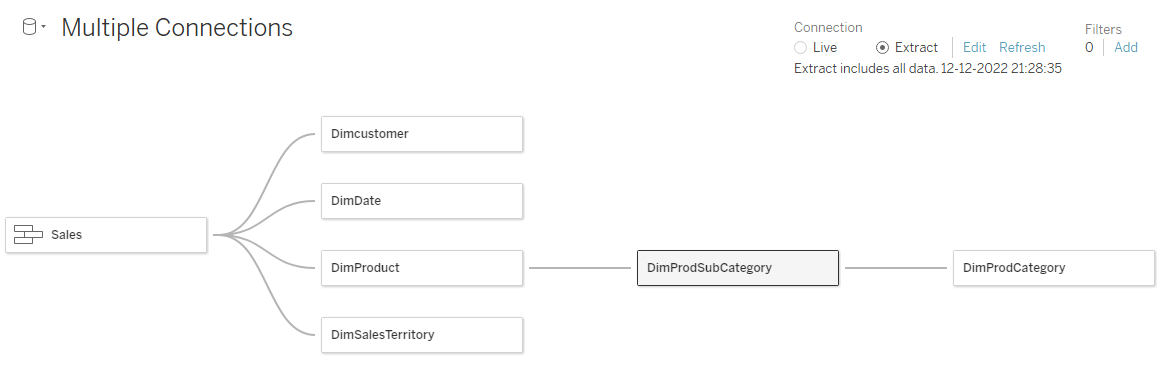 Multiple Connections
Connection
Live
Extract
Edit
Refresh
Extract includes all data. 12-12-2022 21:28:35
Filters
0
Add
Sales
Dimcustomer
DimDate
DimProduct
DimProdSubCategory
DimProdCategory
DimSalesTerritory